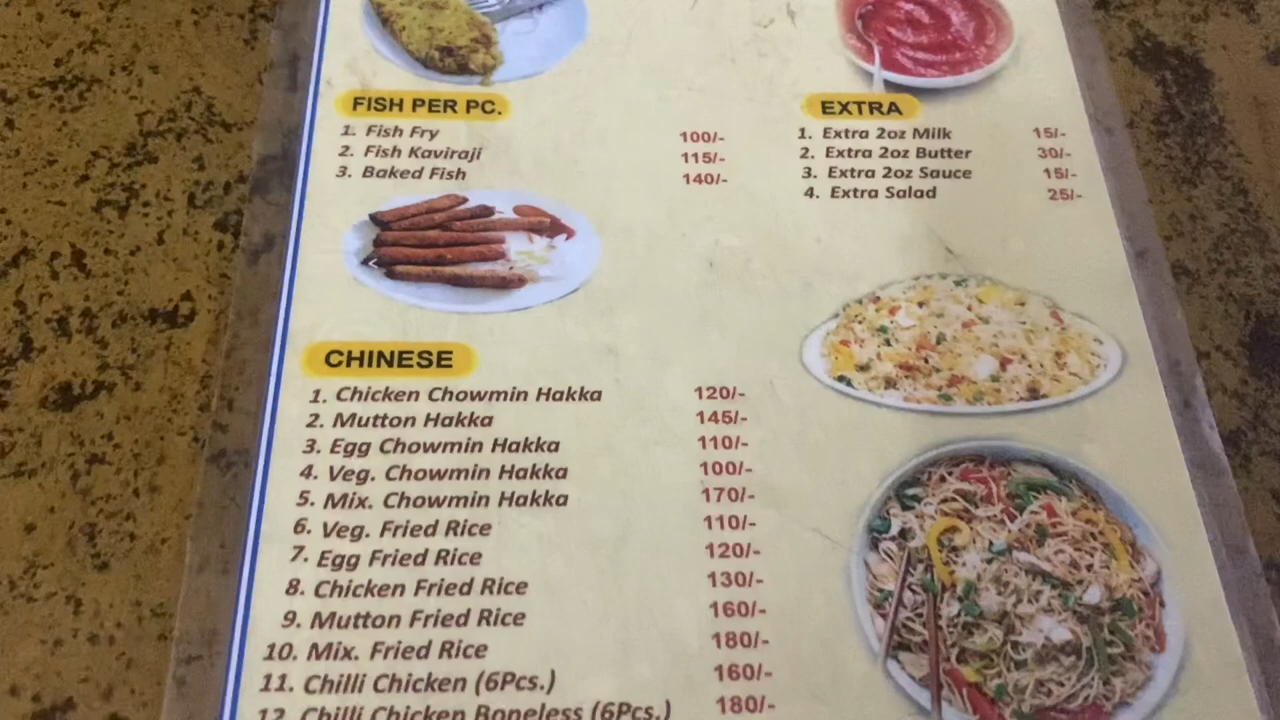 FISH PER PC.
1. Fish Fry 100/-
2. Fish Kaviraji 115/-
3. Baked Fish 140/-
EXTRA
1. Extra 2oz Milk 15/-
2. Extra 2oz Butter 30/-
3. Extra 2oz Sauce 15/-
4. Extra Salad 25/-
CHINESE
1. Chicken Chowmin Hakka 120/-
2. Mutton Hakka 145/-
3. Egg Chowmin Hakka 110/-
4. Veg. Chowmin Hakka 100/-
5. Mix. Chowmin Hakka 170/-
6. Veg. Fried Rice 110/-
7. Egg Fried Rice 120/-
8. Chicken Fried Rice 130/-
9. Mutton Fried Rice 160/-
10. Mix. Fried Rice 180/-
11. Chilli Chicken (6Pcs.) 160/-
12. Chilli Chicken Boneless (6Pcs.) 180/-